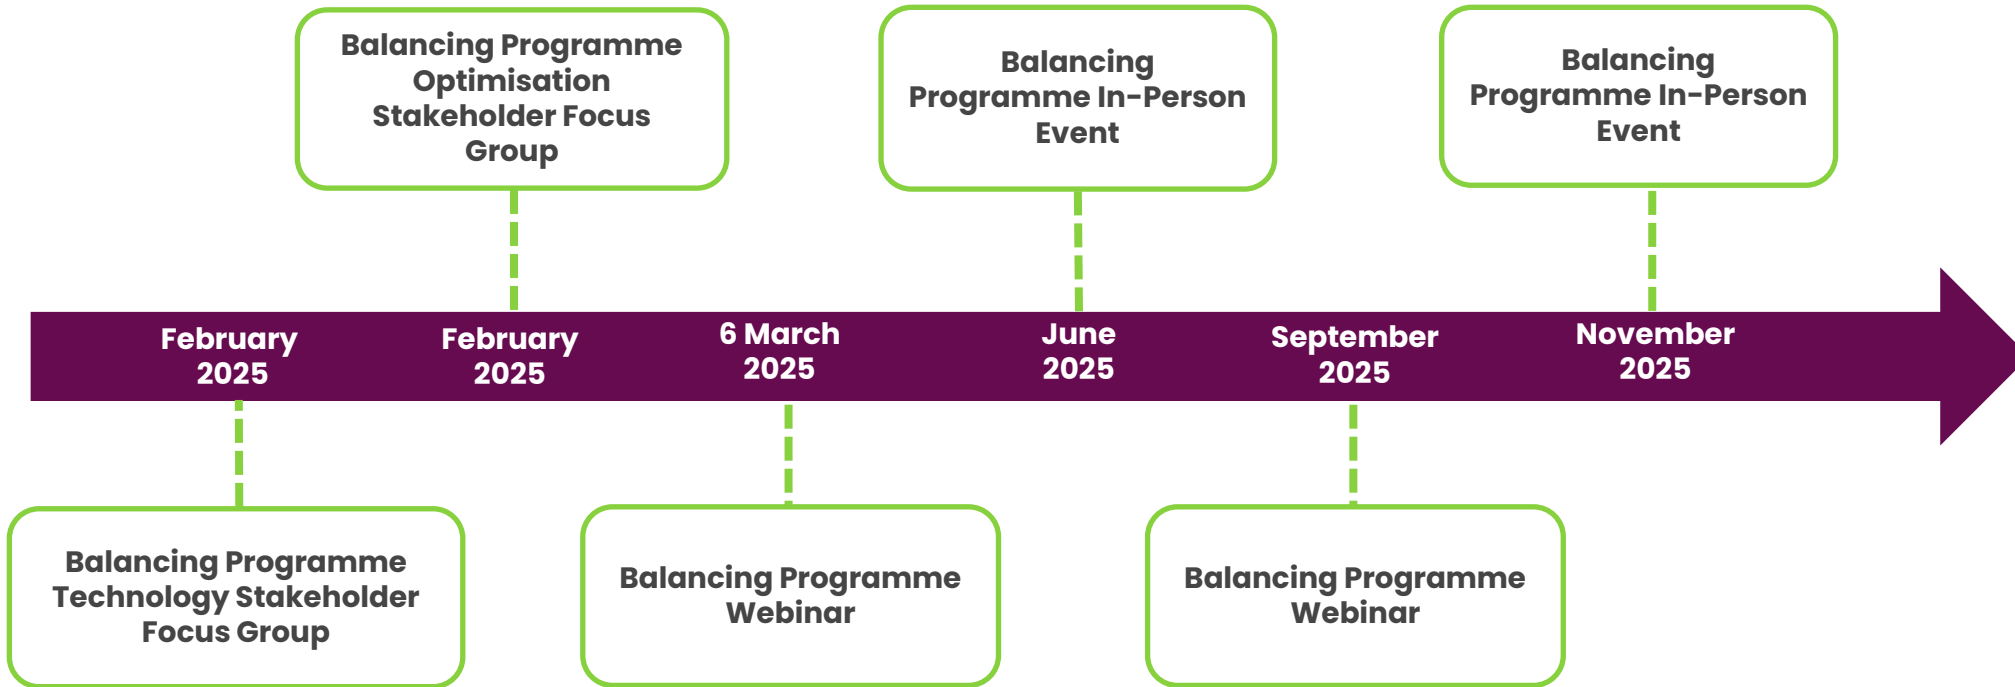 Balancing Programme
Optimisation
Stakeholder Focus
Group
Balancing
Programme In-Person
Event
Balancing
Programme In-Person
Event
February
2025
February
2025
6 March
2025
June
2025
September
2025
November
2025
Balancing Programme
Technology Stakeholder
Focus Group
Balancing Programme
Webinar
Balancing Programme
Webinar